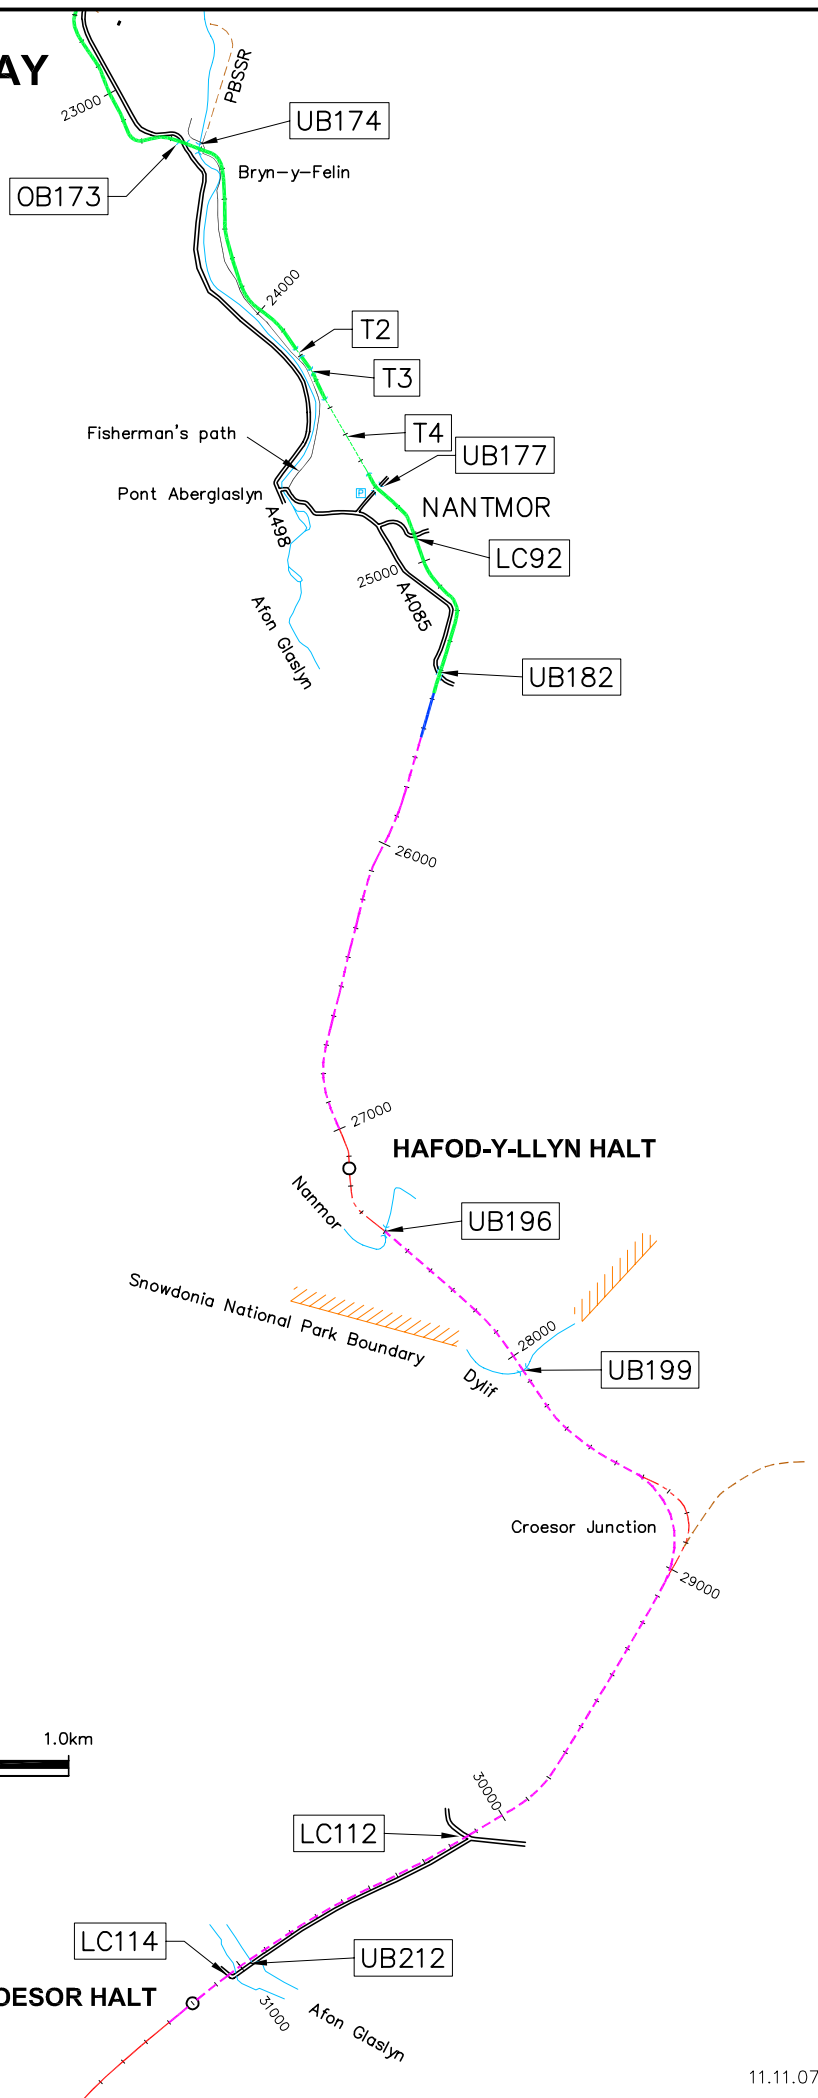 AY
PBSSR
23000
UB174
Bryn-y-Felin
OB173
24000
T2
T3
Fisherman's path
T4
UB177
Pont Aberglaslyn
P
NANTMOR
A498
LC92
25000
A4085
Afon Glaslyn
UB182
26000
27000
HAFOD-Y-LLYN HALT
Nanmor
UB196
Snowdonia National Park Boundary
28000
UB199
Dylif
Croesor Junction
29000
1.0km
30000
LC112
LC114
UB212
OESOR HALT
31000
Afon Glaslyn
11.11.07